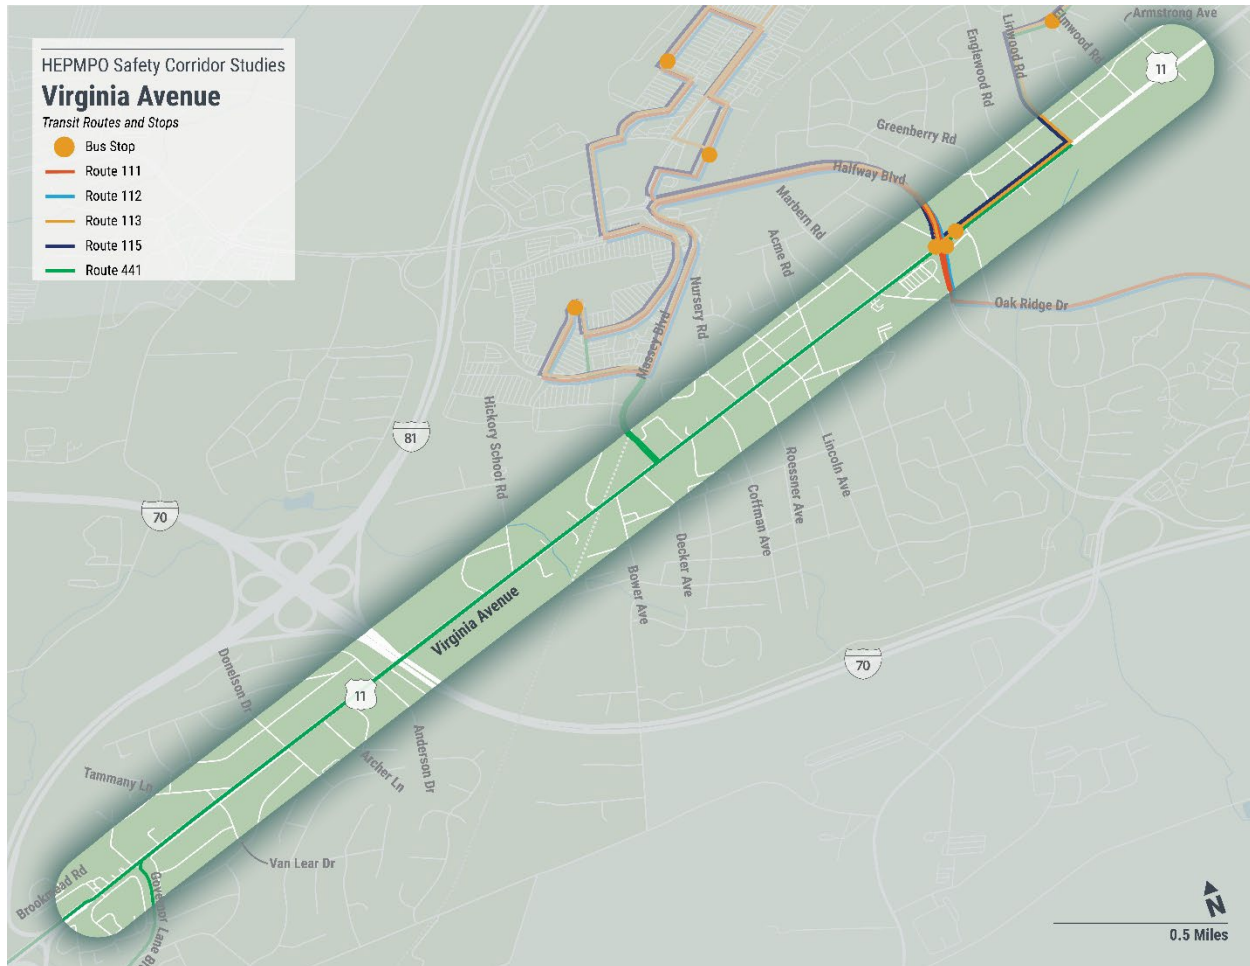 HEPMPO Safety Corridor Studies
Virginia Avenue
Transit Routes and Stops
Bus Stop
Route 111
Route 112
Route 113
Route 115
Route 441
Armstrong Ave
Elmwood Rd
Linwood Rd
Englewood Rd
11
Greenberry Rd
Halfway Blvd
Marbern Rd
Acme Rd
Nursery Rd
Oak Ridge Dr
Massey Blvd
Hickory School Rd
81
70
Lincoln Ave
Roessner Ave
Coffman Ave
Decker Ave
Bower Ave
Virginia Avenue
70
11
Donelson Dr
Anderson Dr
Archer Ln
Tammany Ln
Van Lear Dr
Brookmead Rd
Governor Lane Bl
N
0.5 Miles